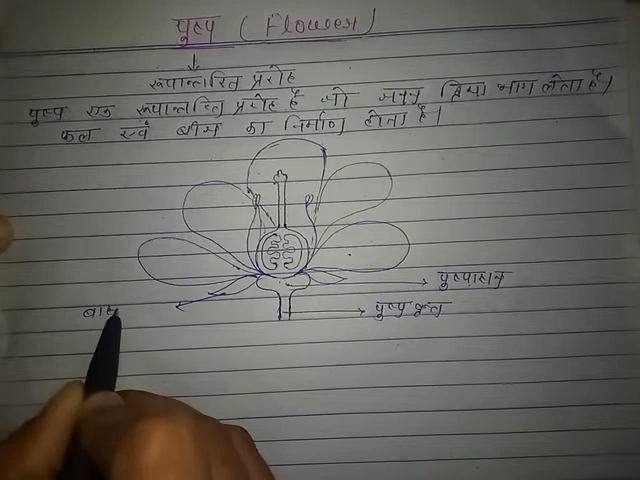 पुष्प ( Flower )
रूपान्तरित प्ररोह
पुष्प एक रूपान्तरित प्ररोह है जो जनन क्रिया भाग लेता है।
फल एवं बीज का निर्माण होता है।
पुष्पासन
पुष्प वृन्त
बाह